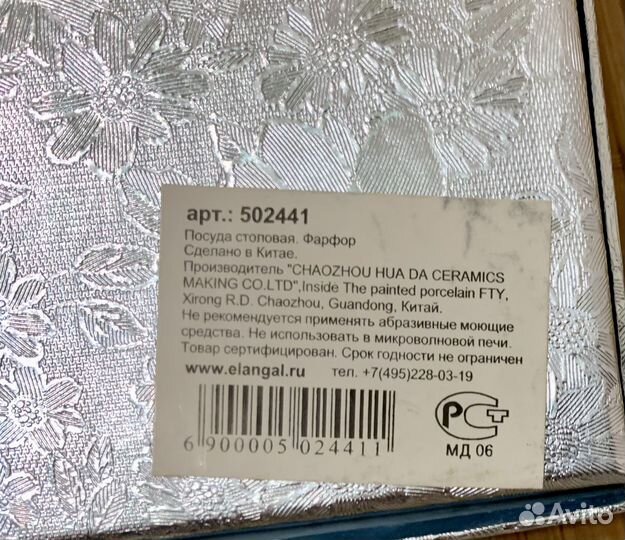 арт.: 502441
Посуда столовая. Фарфор
Сделано в Китае.
Производитель "CHAOZHOU HUA DA CERAMICS
MAKING CO.LTD",Inside The painted porcelain FTY,
Xirong R.D. Chaozhou, Guandong, Китай.
Не рекомендуется применять абразивные моющие
средства. Не использовать в микроволновой печи.
Товар сертифицирован. Срок годности не ограничен
www.elangal.ru тел. +7(495)228-03-19
6 900005 024411
РСТ
МД 06
Avito